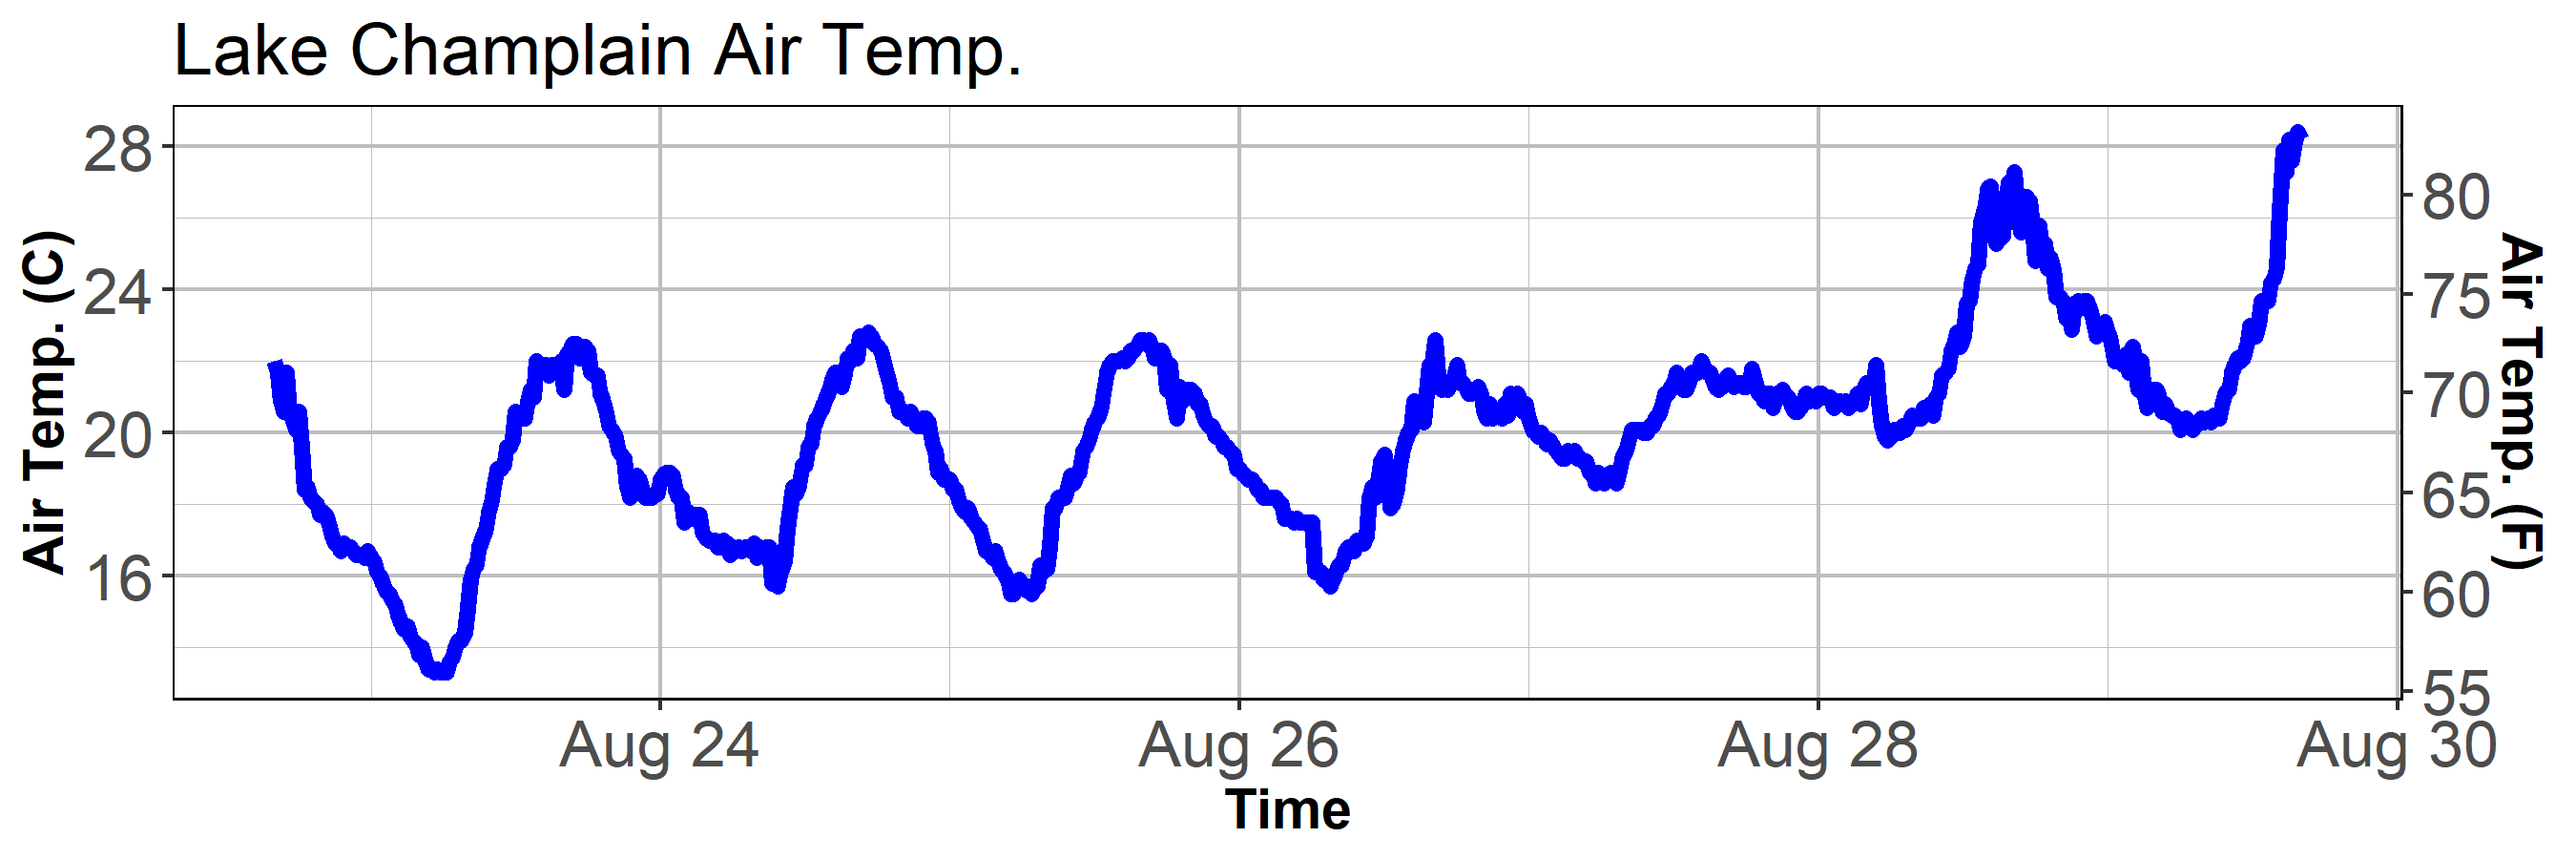 Lake Champlain Air Temp.
Air Temp. (C)
28
24
20
16
80
75
70
65
60
55
Air Temp. (F)
Aug 24
Aug 26
Aug 28
Aug 30
Time